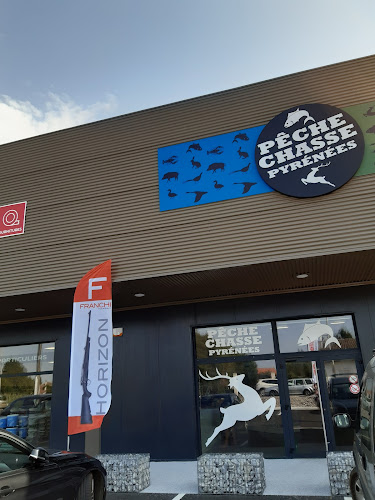 PÊCHE
CHASSE
PYRÉNÉES
FRANCHI
HORIZON
PÊCHE
CHASSE
PYRÉNÉES